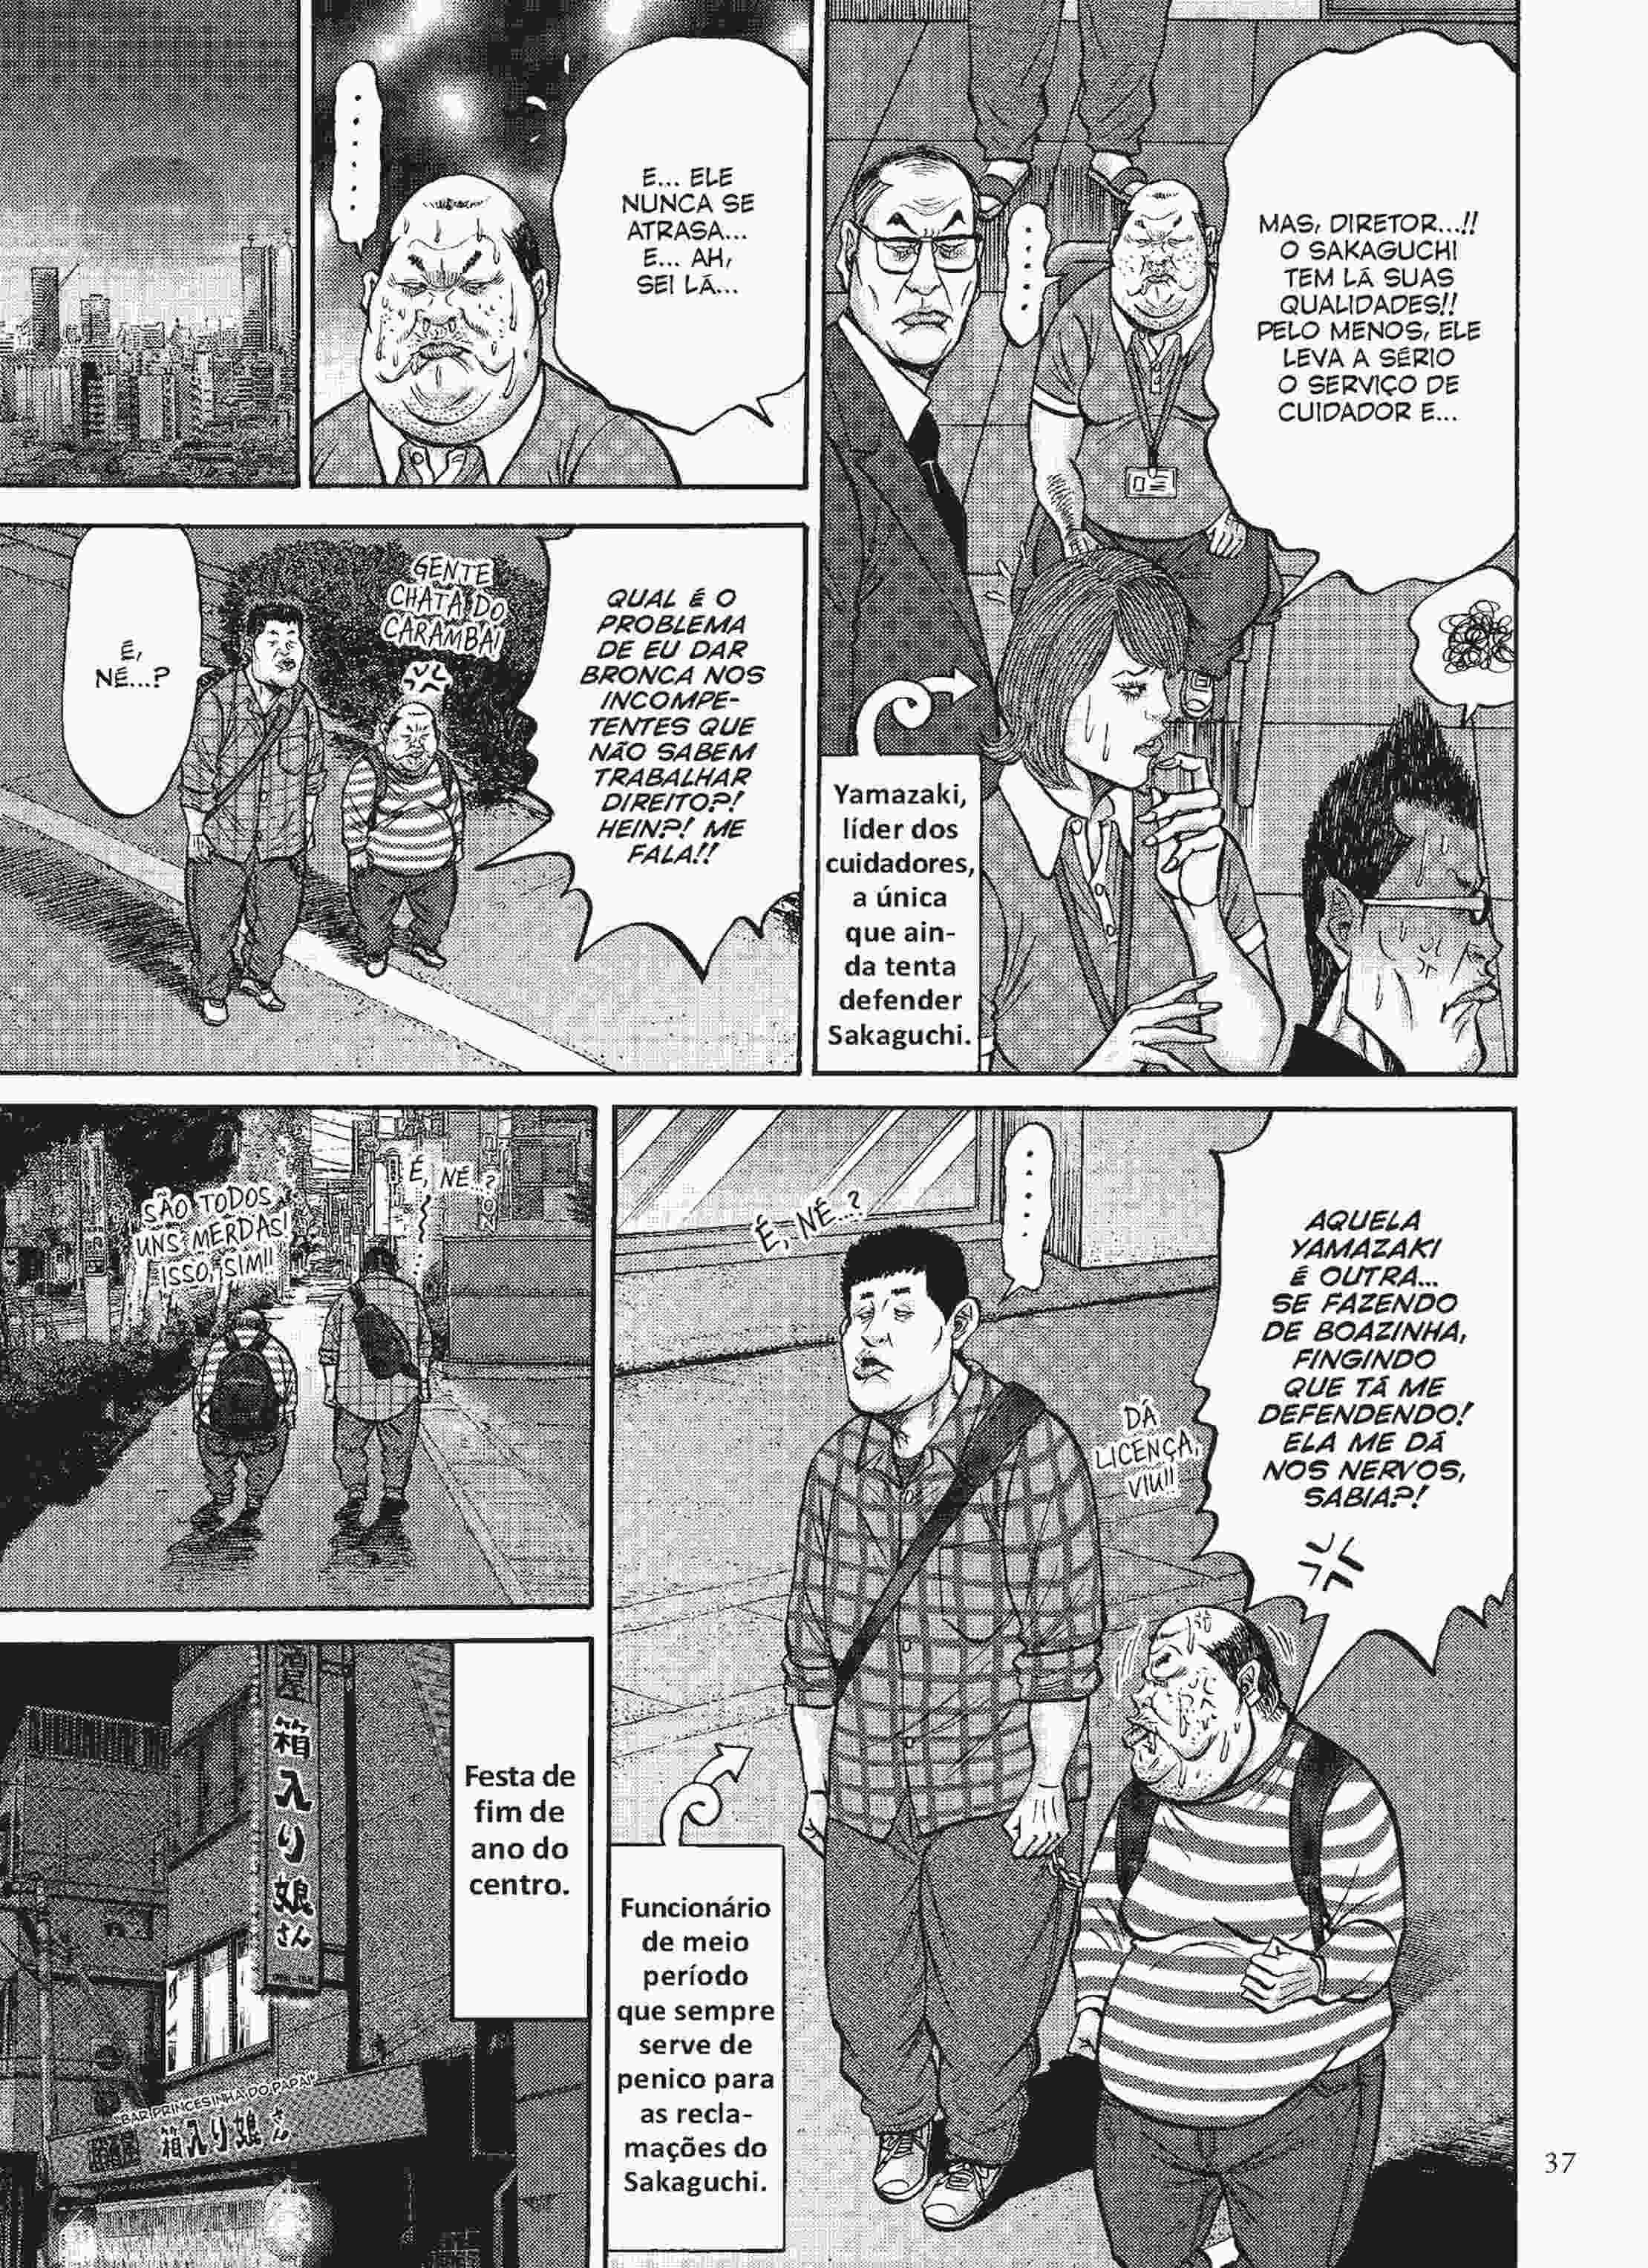 MAS, DIRETOR...!!
O SAKAGUCHI
TEM LÁ SUAS
QUALIDADES!!
PELO MENOS, ELE
LEVA A SÉRIO
O SERVIÇO DE
CUIDADOR E...
Yamazaki,
líder dos
cuidadores,
a única
que ain-
da tenta
defender
Sakaguchi.
E... ELE
NUNCA SE
ATRASA...
E... AH,
SEI LÁ...
QUAL É O
PROBLEMA
DE EU DAR
BRONCA NOS
INCOMPE-
TENTES QUE
NÃO SABEM
TRABALHAR
DIREITO?!
HEIN?! ME
FALA!!
GENTE
CHATA DO
CARAMBA!
É,
NÉ...?
AQUELA
YAMAZAKI
É OUTRA...
SE FAZENDO
DE BOAZINHA,
FINGINDO
QUE TÁ ME
DEFENDENDO!
ELA ME DÁ
NOS NERVOS,
SABIA?!
DÁ
LICENÇA,
VIU!!
É, NÉ...?
Funcionário
de meio
período
que sempre
serve de
penico para
as recla-
mações do
Sakaguchi.
É, NÉ...?
SÃO TODOS
UNS MERDAS!
ISSO, SIM!!
Festa de
fim de
ano do
centro.
酒屋
箱入り娘さん
"BAR PRINCESINHA DO PAPAI"
箱入り娘さん
37